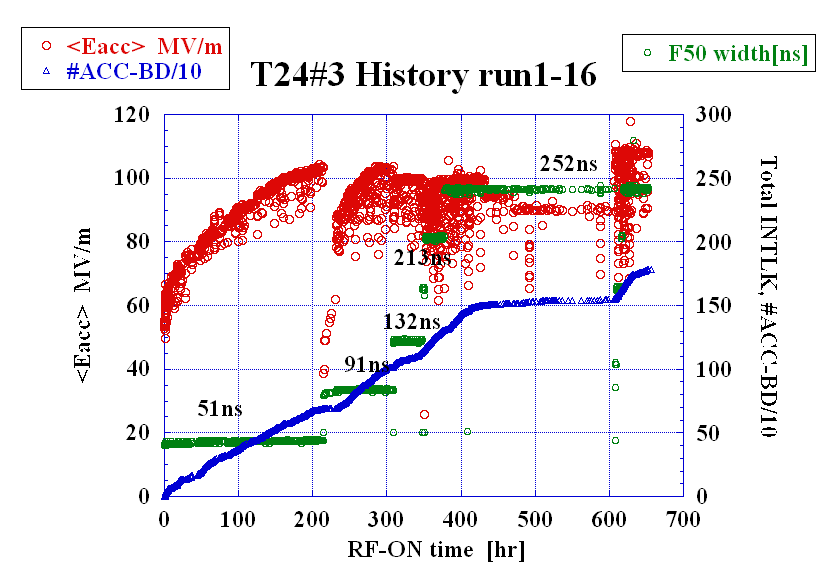 <Eacc> MV/m
#ACC-BD/10
F50 width[ns]
T24#3 History run1-16
120
100
80
60
40
20
0
<Eacc> MV/m
300
250
200
150
100
50
0
Total INTLK, #ACC-BD/10
252ns
213ns
132ns
91ns
51ns
0
100
200
300
400
500
600
700
RF-ON time [hr]